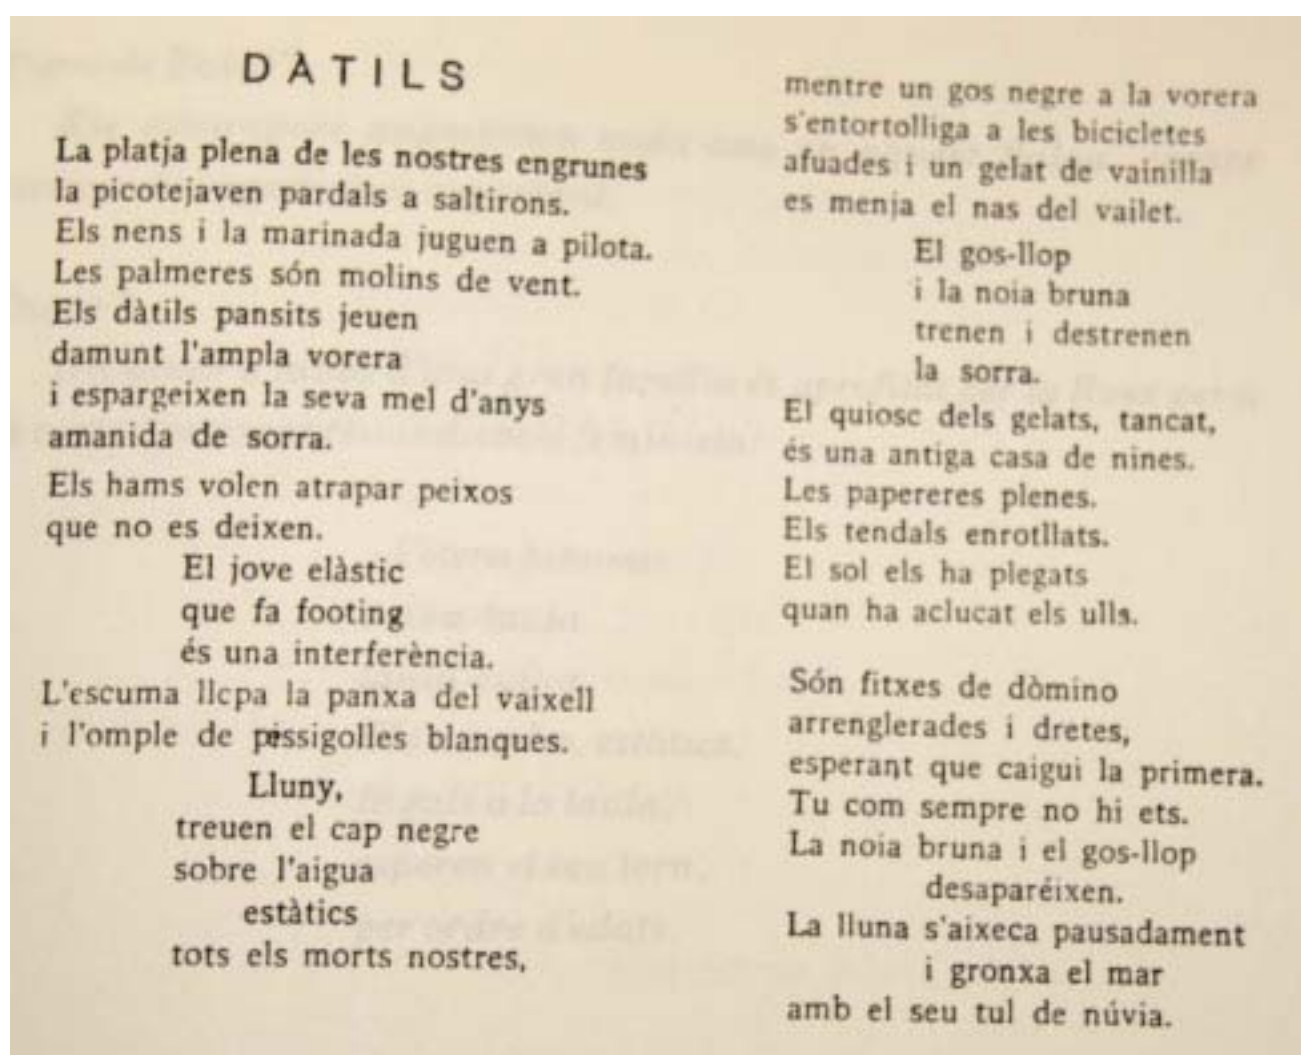 DÀTILS
La platja plena de les nostres engrunes
la picotejaven pardals a saltirons.
Els nens i la marinada juguen a pilota.
Les palmeres són molins de vent.
Els dàtils pansits jeuen
damunt l'ampla vorera
i espargeixen la seva mel d'anys
amanida de sorra.
Els hams volen atrapar peixos
que no es deixen.
El jove elàstic
que fa footing
és una interferència.
L'escuma llepa la panxa del vaixell
i l'omple de pessigolles blanques.
Lluny,
treuen el cap negre
sobre l'aigua
estàtics
tots els morts nostres,
mentre un gos negre a la vorera
s'entortolliga a les bicicletes
afuades i un gelat de vainilla
es menja el nas del vailet.
El gos-llop
i la noia bruna
trenen i destrenen
la sorra.
El quiosc dels gelats, tancat,
és una antiga casa de nines.
Les papereres plenes.
Els tendals enrotllats.
El sol els ha plegats
quan ha aclucat els ulls.
Són fitxes de dòmino
arrenglerades i dretes,
esperant que caigui la primera.
Tu com sempre no hi ets.
La noia bruna i el gos-llop
desaparéixen.
La lluna s'aixeca pausadament
i gronxa el mar
amb el seu tul de núvia.